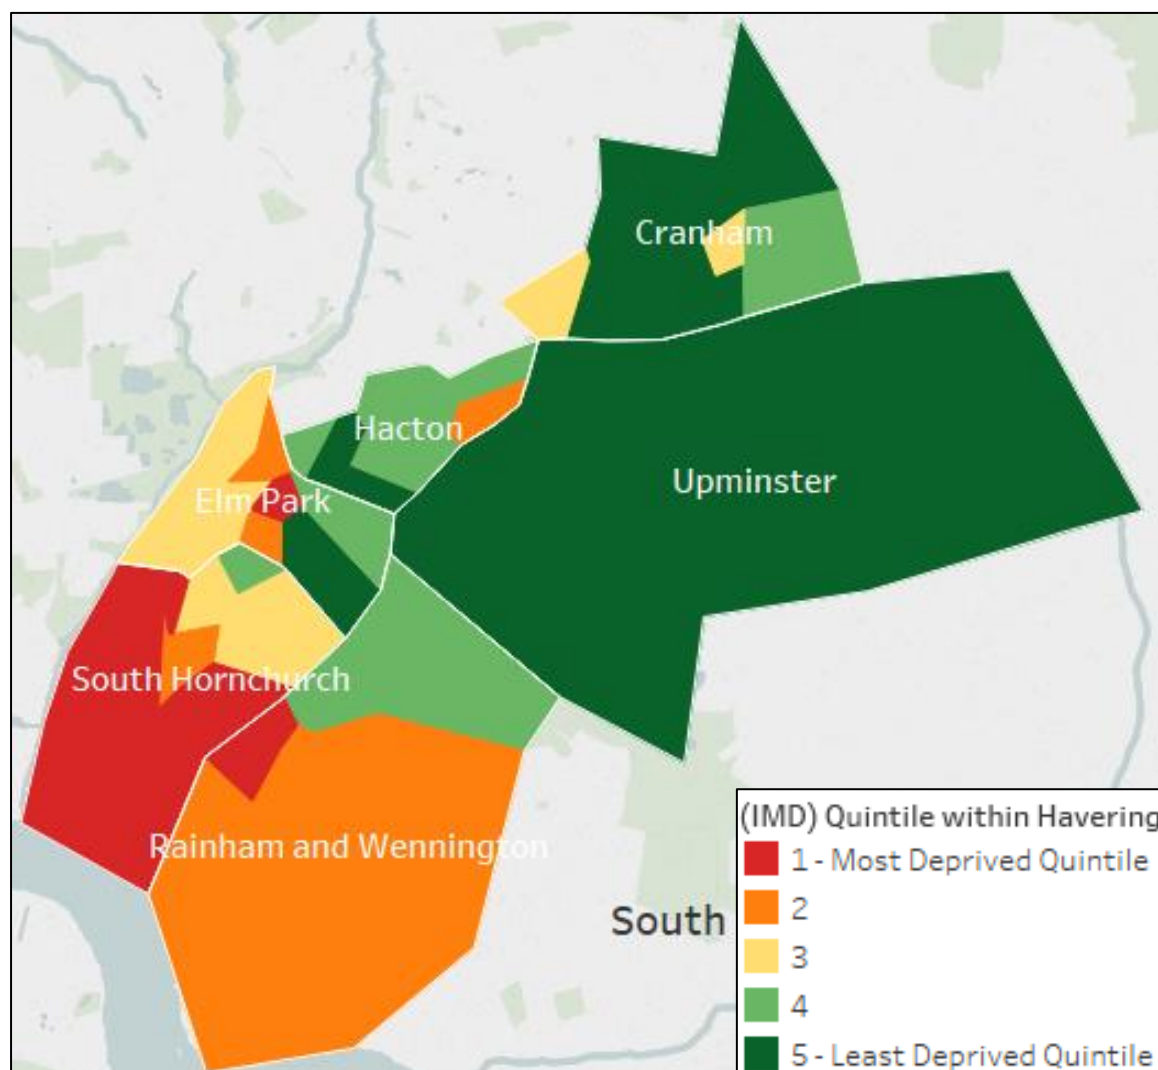 Cranham
Hacton
Upminster
Elm Park
South Hornchurch
Rainham and Wennington
South
(IMD) Quintile within Havering
1 - Most Deprived Quintile
2
3
4
5 - Least Deprived Quintile